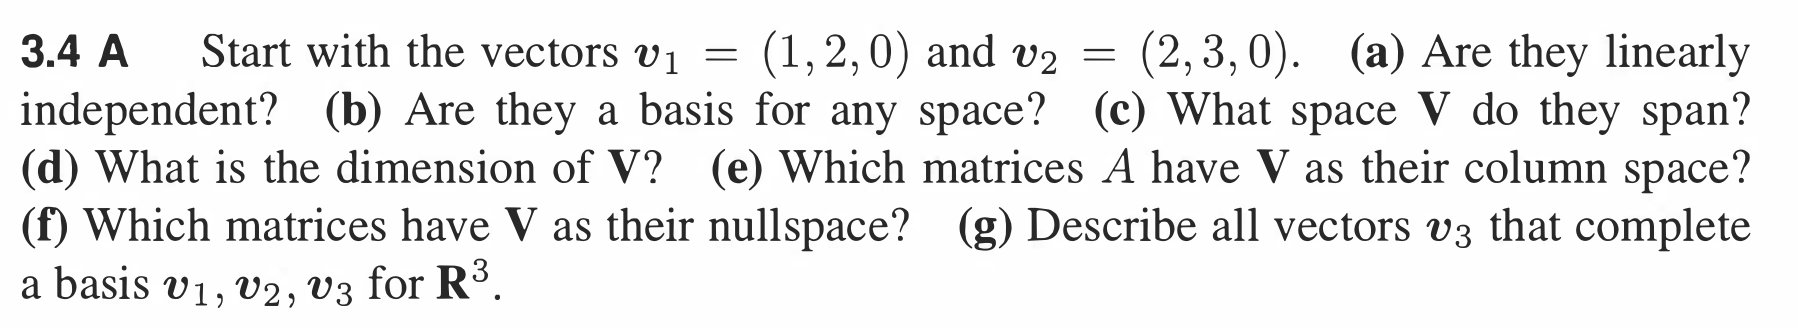 3.4 A Start with the vectors v₁ = (1, 2, 0) and v₂ = (2, 3, 0). (a) Are they linearly
independent? (b) Are they a basis for any space? (c) What space V do they span?
(d) What is the dimension of V? (e) Which matrices A have V as their column space?
(f) Which matrices have V as their nullspace? (g) Describe all vectors v₃ that complete
a basis v₁, v₂, v₃ for R³.